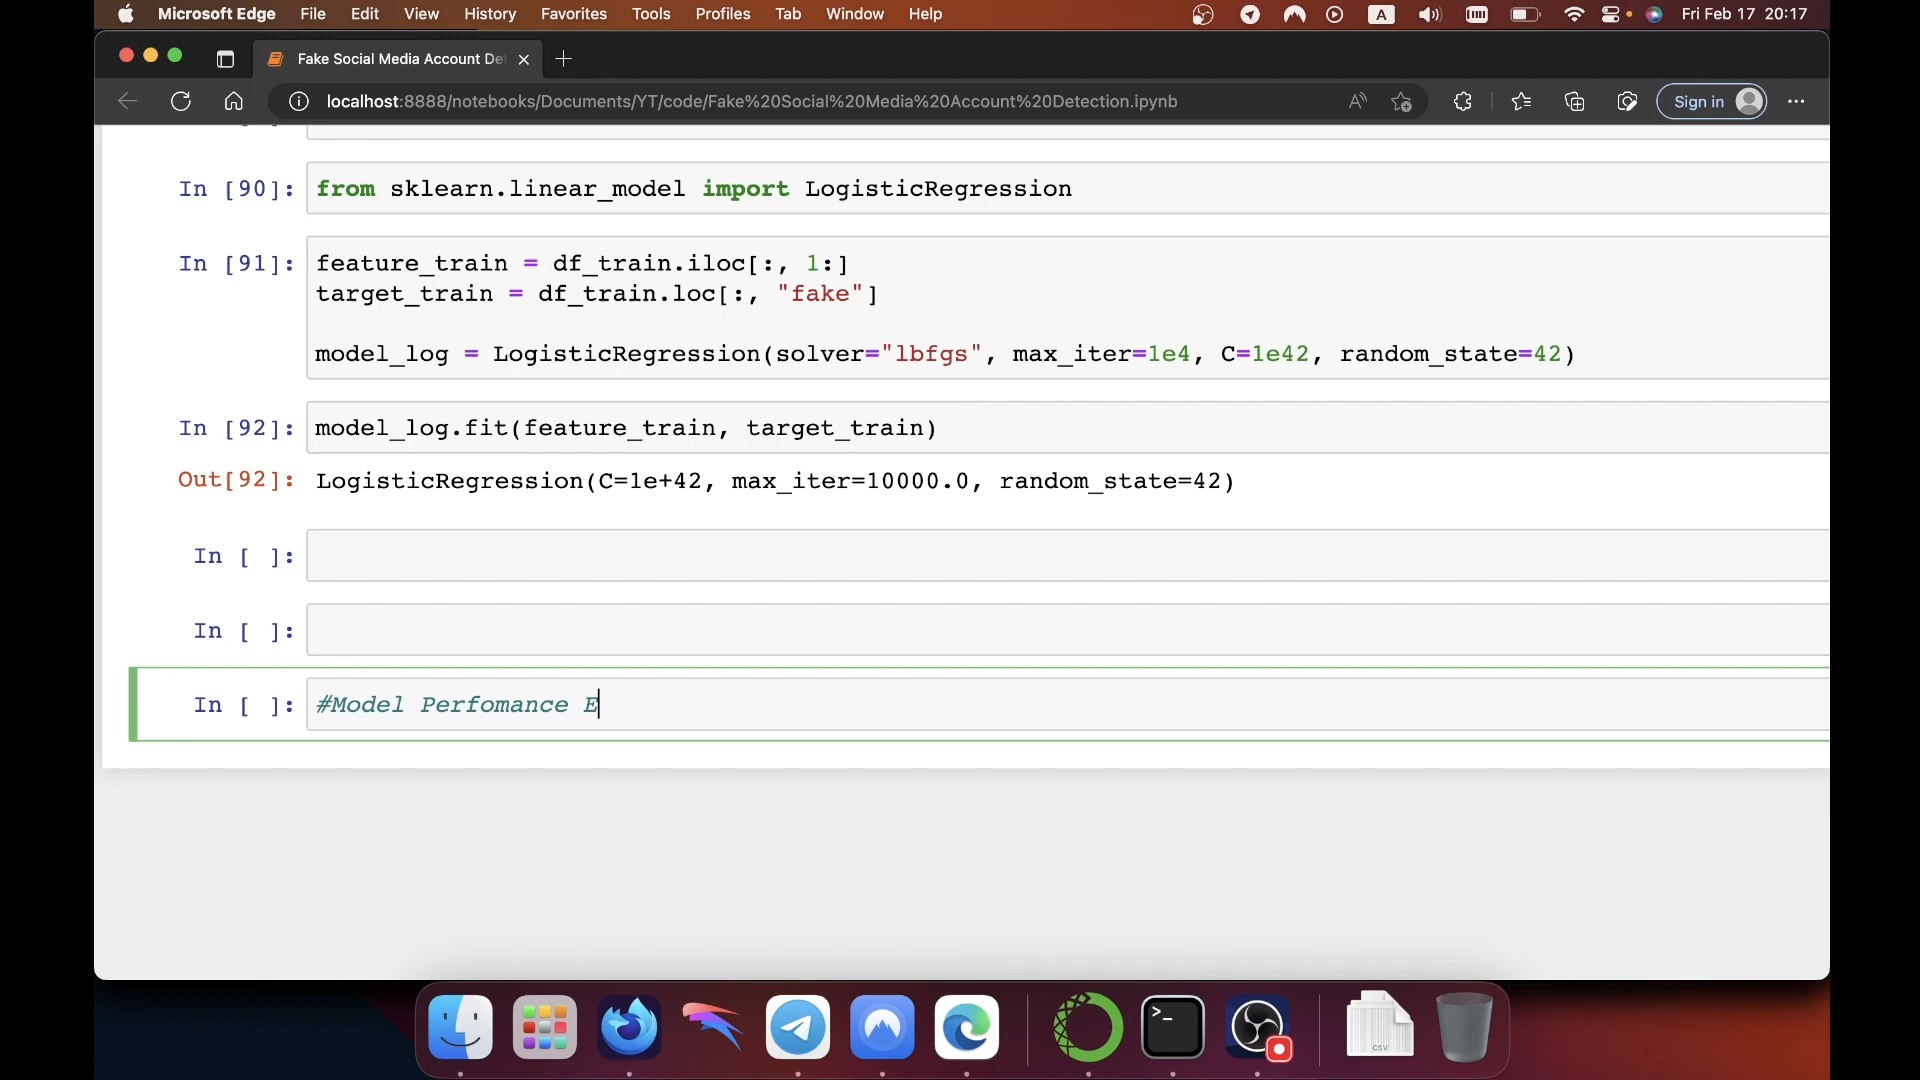 Microsoft Edge File Edit View History Favorites Tools Profiles Tab Window Help A Fri Feb 17 20:17
Fake Social Media Account De
localhost:8888/notebooks/Documents/YT/code/Fake%20Social%20Media%20Account%20Detection.ipynb Sign in
In [90]: from sklearn.linear_model import LogisticRegression
In [91]: feature_train = df_train.iloc[:, 1:]
target_train = df_train.loc[:, "fake"]
model_log = LogisticRegression(solver="lbfgs", max_iter=1e4, C=1e42, random_state=42)
In [92]: model_log.fit(feature_train, target_train)
Out[92]: LogisticRegression(C=1e+42, max_iter=10000.0, random_state=42)
In [ ]:
In [ ]:
In [ ]: #Model Perfomance E
CSV